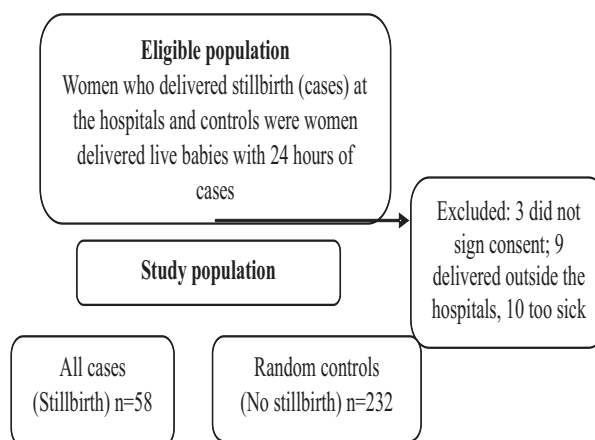 Eligible population
Women who delivered stillbirth (cases) at
the hospitals and controls were women
delivered live babies with 24 hours of
cases
Excluded: 3 did not
sign consent; 9
delivered outside the
hospitals, 10 too sick
Study population
All cases
(Stillbirth) n=58
Random controls
(No stillbirth) n=232